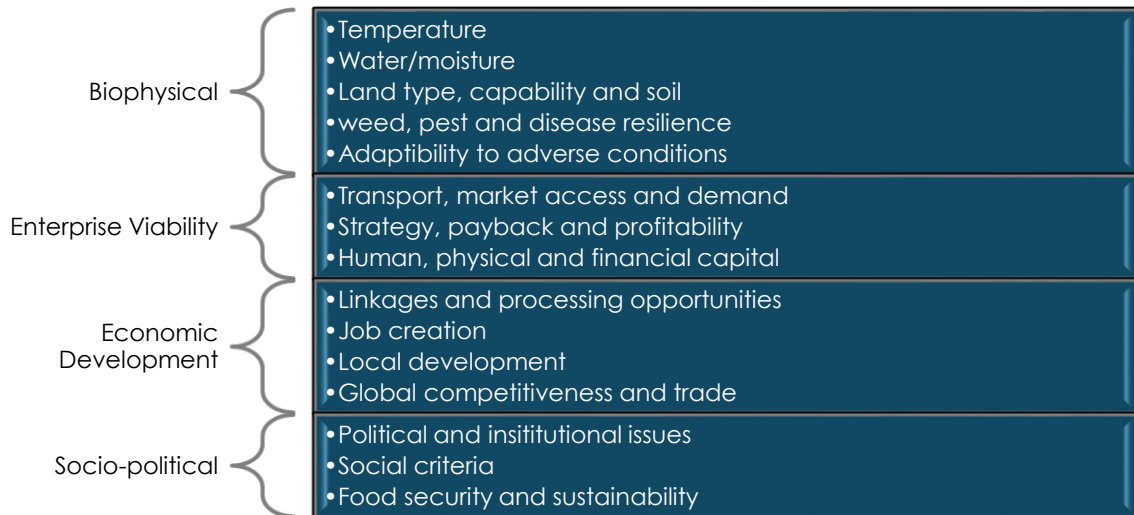 Biophysical
•Temperature
•Water/moisture
•Land type, capability and soil
•weed, pest and disease resilience
•Adaptibility to adverse conditions
Enterprise Viability
•Transport, market access and demand
•Strategy, payback and profitability
•Human, physical and financial capital
Economic
Development
•Linkages and processing opportunities
•Job creation
•Local development
•Global competitiveness and trade
Socio-political
•Political and insititutional issues
•Social criteria
•Food security and sustainability